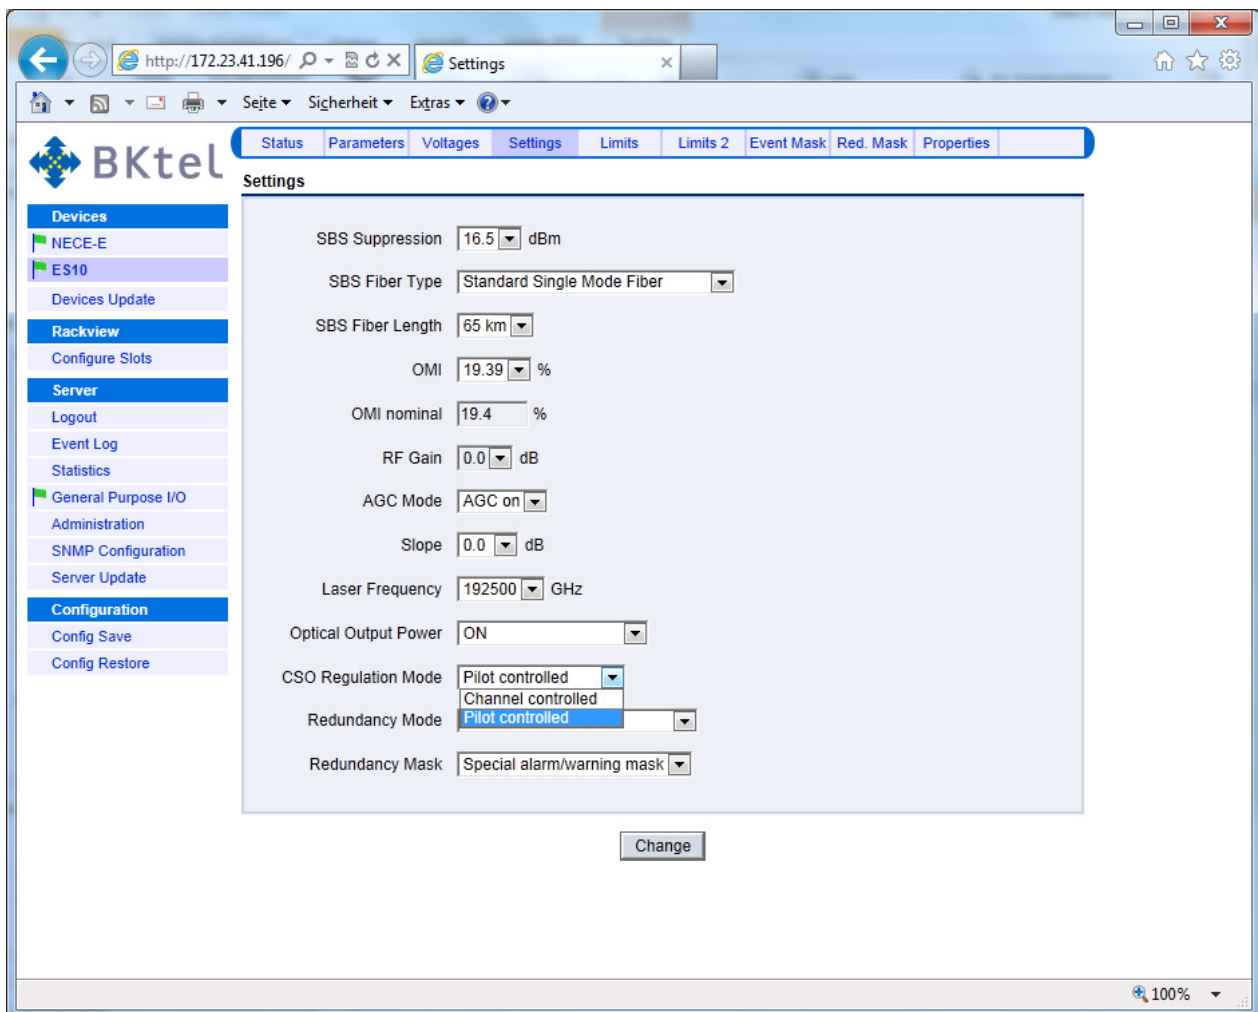 http://172.23.41.196/
Settings
Seite Sicherheit Extras
BKtel
Status Parameters Voltages Settings Limits Limits 2 Event Mask Red. Mask Properties
Settings
Devices
NECE-E
ES10
Devices Update
Rackview
Configure Slots
Server
Logout
Event Log
Statistics
General Purpose I/O
Administration
SNMP Configuration
Server Update
Configuration
Config Save
Config Restore
SBS Suppression 16.5 dBm
SBS Fiber Type Standard Single Mode Fiber
SBS Fiber Length 65 km
OMI 19.39 %
OMI nominal 19.4 %
RF Gain 0.0 dB
AGC Mode AGC on
Slope 0.0 dB
Laser Frequency 192500 GHz
Optical Output Power ON
CSO Regulation Mode Pilot controlled
Channel controlled
Redundancy Mode Pilot controlled
Redundancy Mask Special alarm/warning mask
Change
100%